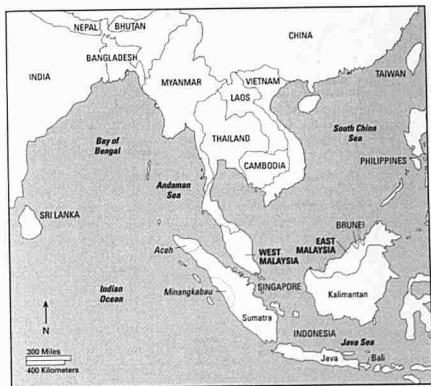 NEPAL
BHUTAN
CHINA
BANGLADESH
INDIA
MYANMAR
VIETNAM
TAIWAN
LAOS
Bay of
Bengal
THAILAND
South China
Sea
CAMBODIA
PHILIPPINES
Andaman
Sea
SRI LANKA
BRUNEI
EAST
MALAYSIA
Aceh
WEST
MALAYSIA
Indian
Ocean
Minangkabau
SINGAPORE
Kalimantan
N
Sumatra
INDONESIA
Java Sea
300 Miles
400 Kilometers
Java
Bali